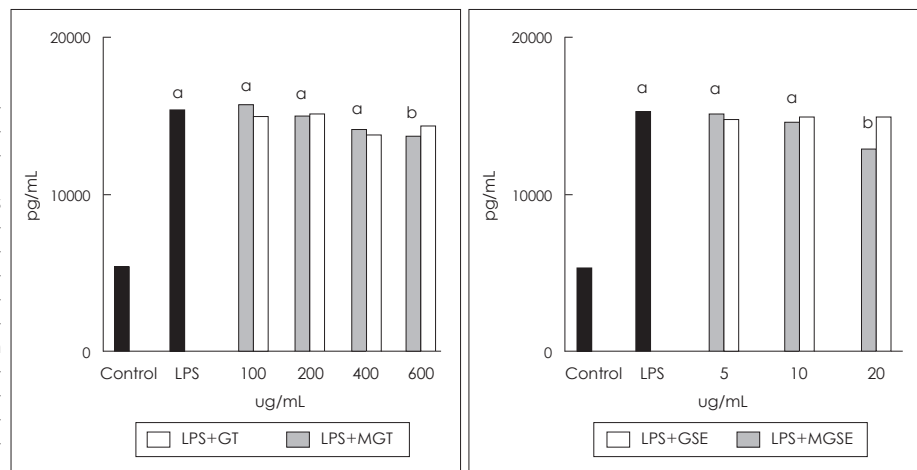 20000
a
a
a
a
b
10000
pg/mL
0
Control LPS 100 200 400 600
ug/mL
LPS+GT LPS+MGT
20000
a
a
a
b
10000
pg/mL
0
Control LPS 5 10 20
ug/mL
LPS+GSE LPS+MGSE